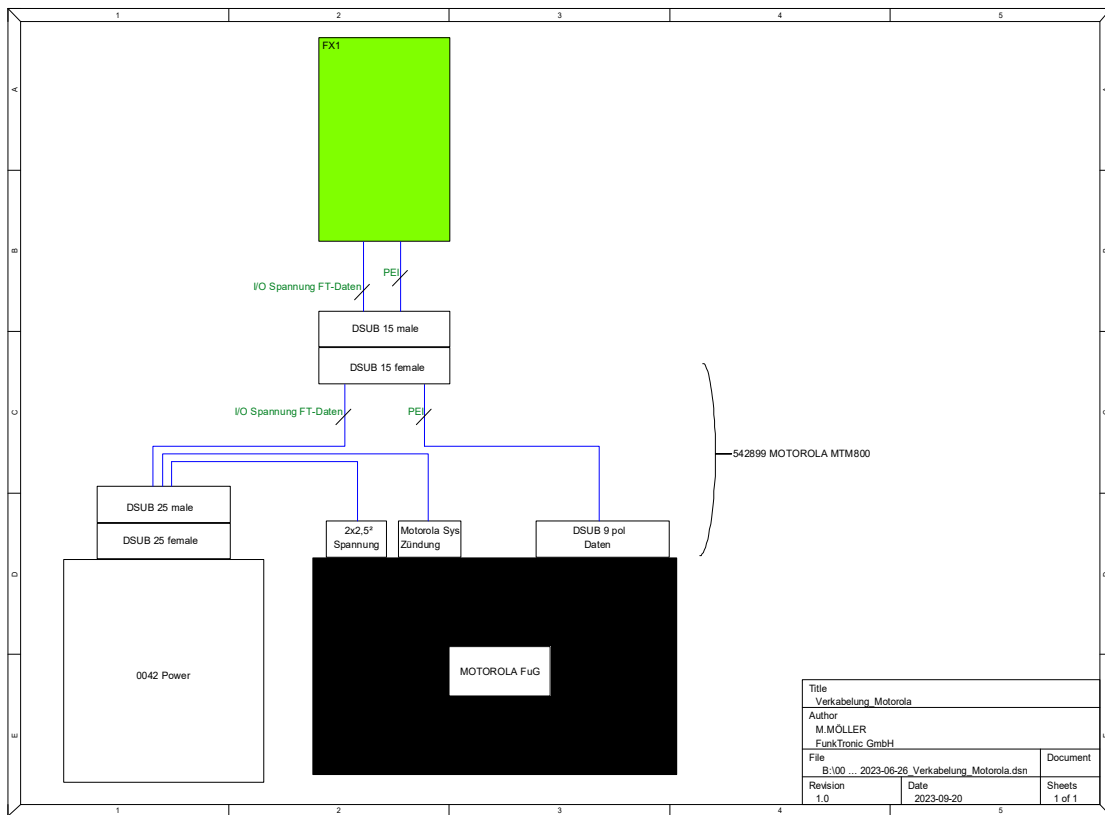 1 2 3 4 5
A
FX1
B
PEI
I/O Spannung FT-Daten
DSUB 15 male
DSUB 15 female
C
I/O Spannung FT-Daten PEI
542899 MOTOROLA MTM800
DSUB 25 male
DSUB 25 female
2x2,5²
Spannung
Motorola Sys
Zündung
DSUB 9 pol
Daten
D
0042 Power
MOTOROLA FuG
E
Title
Verkabelung_Motorola
Author
M.MÖLLER
FunkTronic GmbH
File
B:\00 ... 2023-06-26_Verkabelung_Motorola.dsn
Document
Revision
1.0
Date
2023-09-20
Sheets
1 of 1
1 2 3 4 5